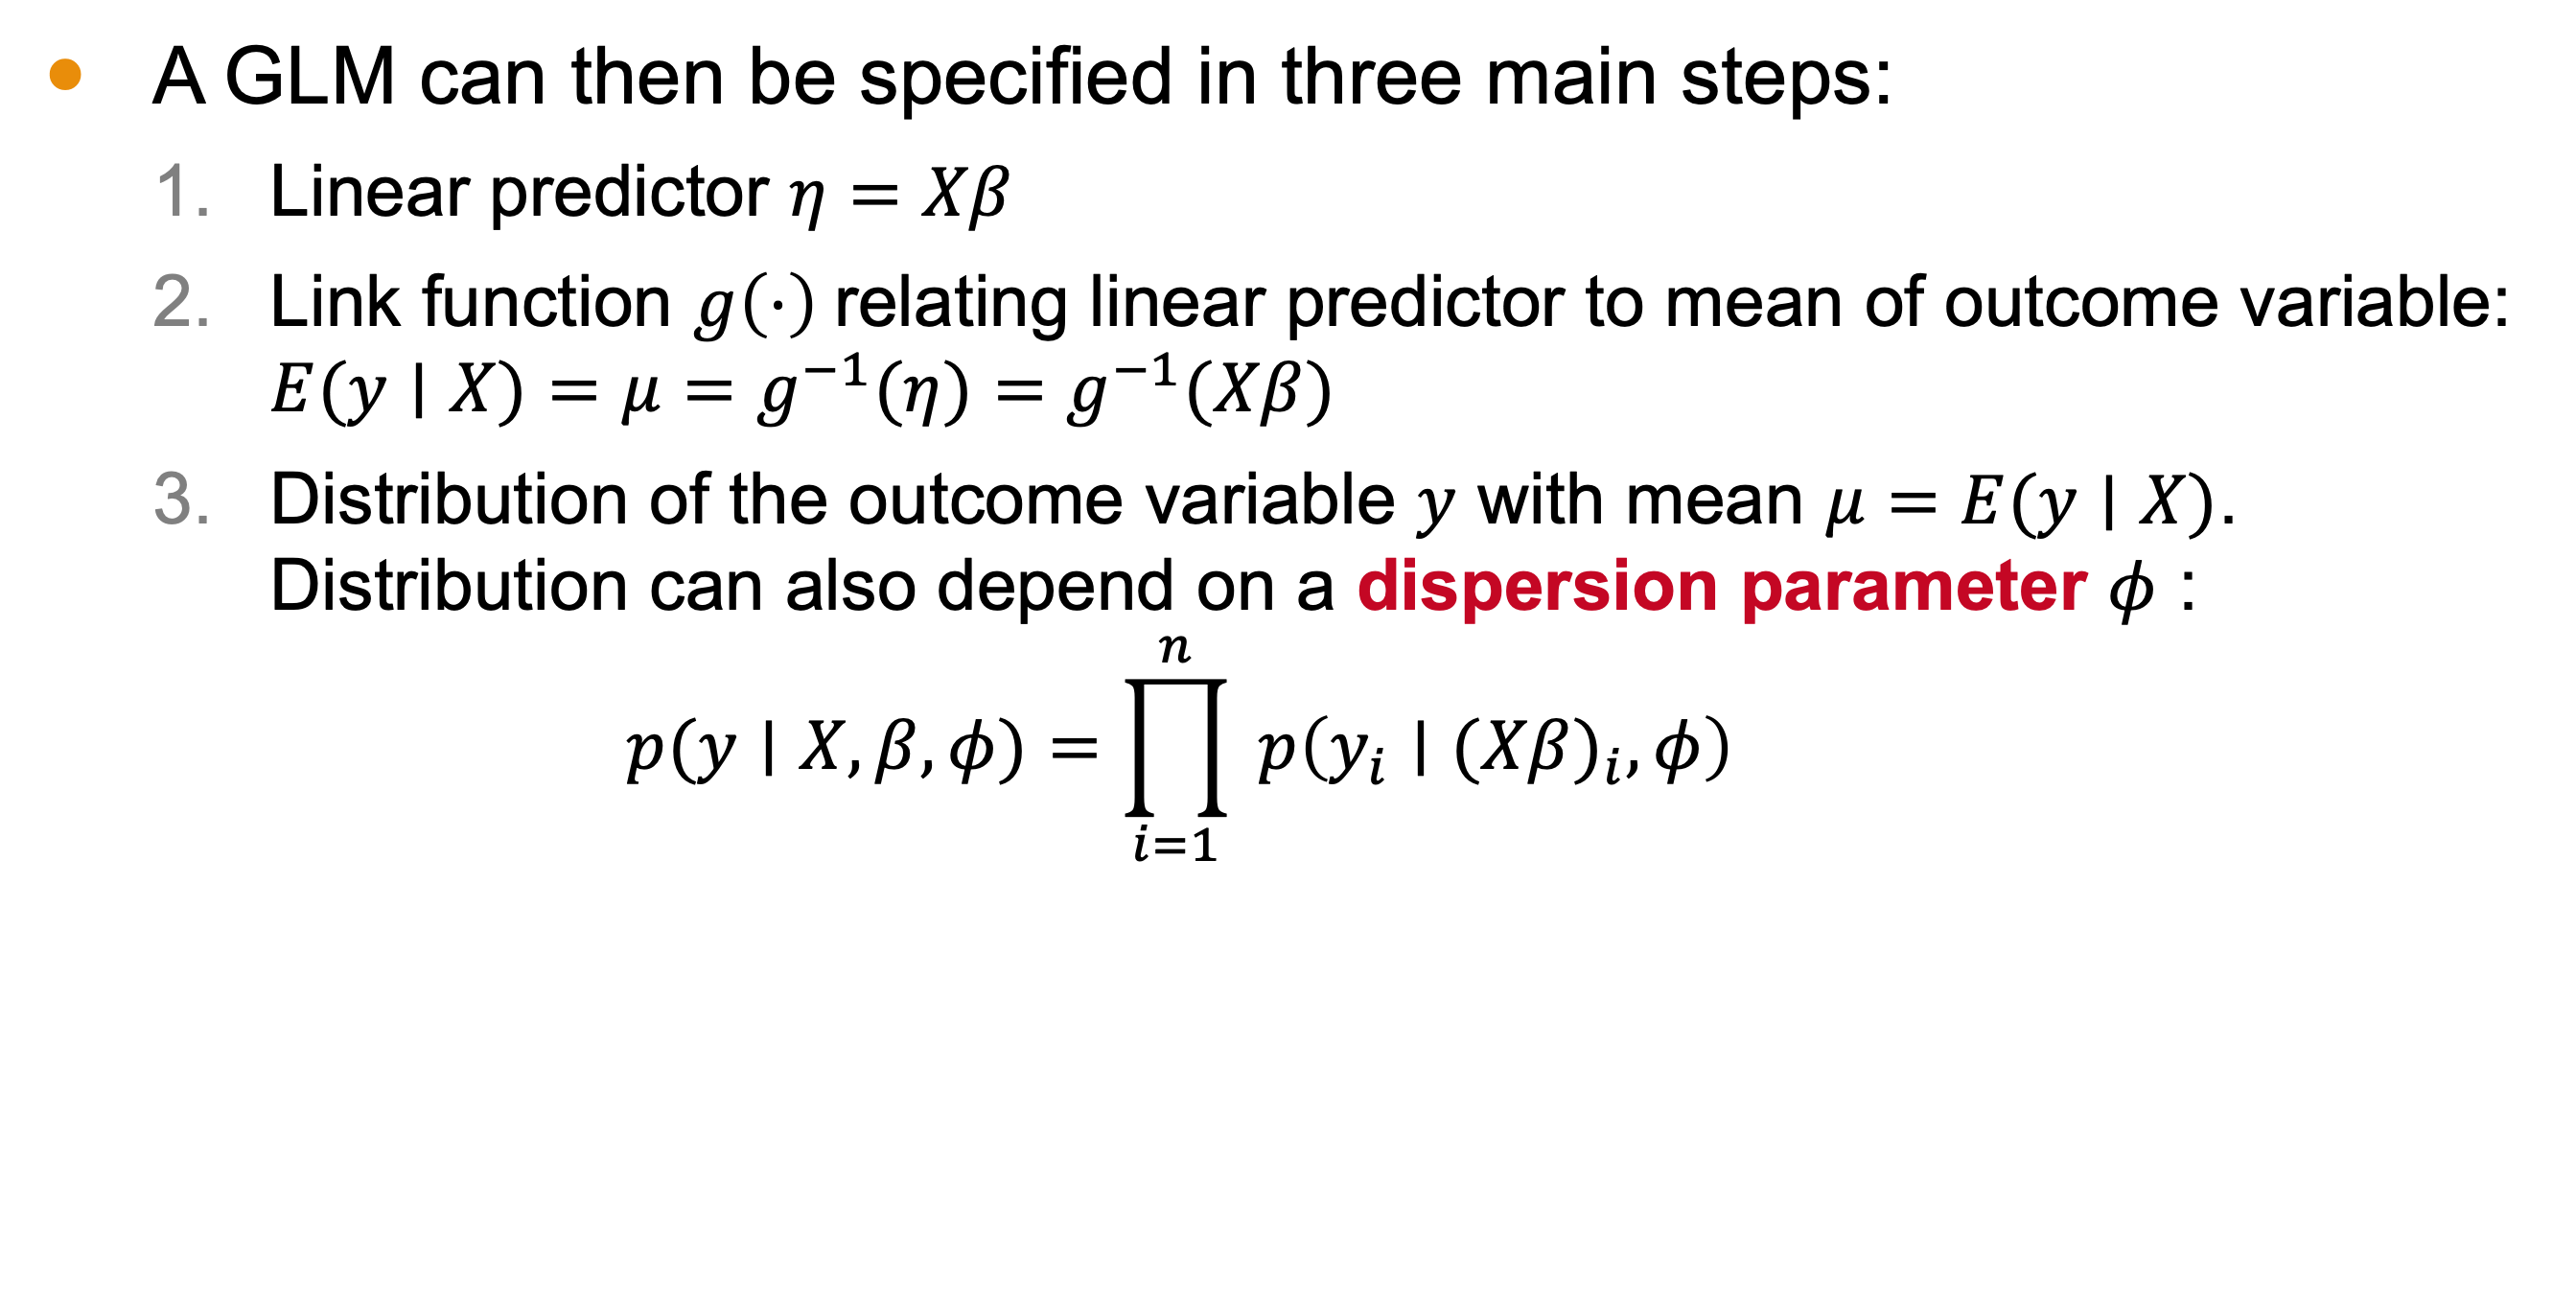 • A GLM can then be specified in three main steps:
1. Linear predictor η = Xβ
2. Link function g(·) relating linear predictor to mean of outcome variable:
E(y | X) = μ = g⁻¹(η) = g⁻¹(Xβ)
3. Distribution of the outcome variable y with mean μ = E(y | X).
Distribution can also depend on a dispersion parameter ϕ :
p(y | X, β, ϕ) = ∏ⁿᵢ₌₁ p(yᵢ | (Xβ)ᵢ, ϕ)